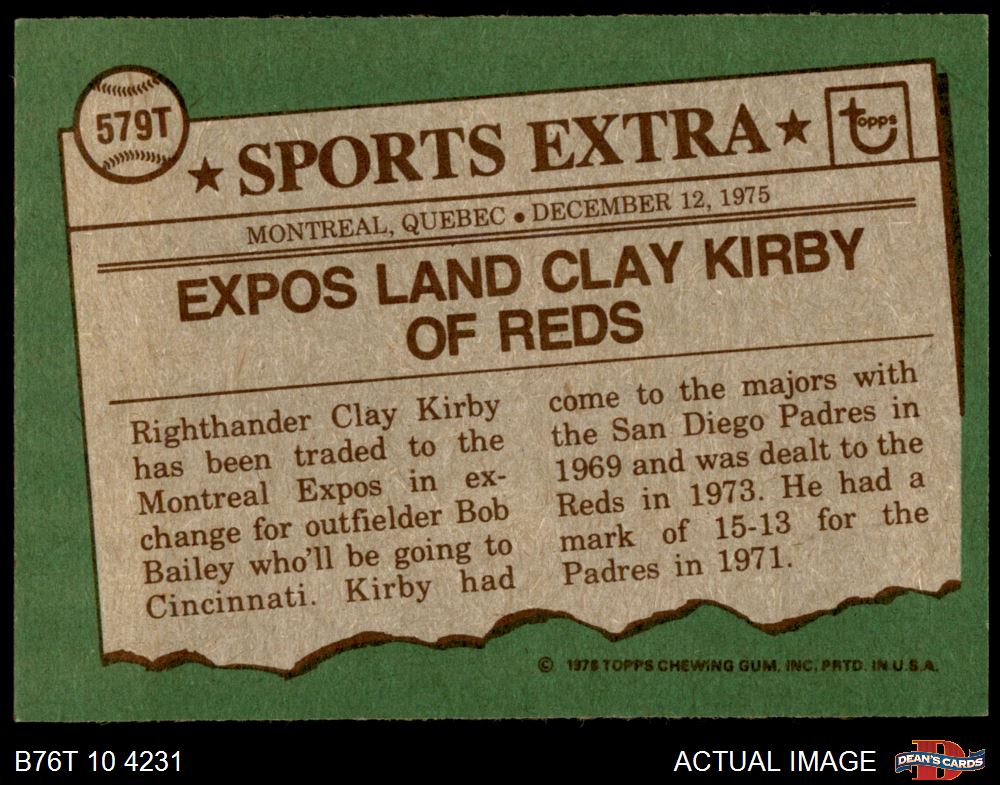 579T
★ SPORTS EXTRA ★
topps
MONTREAL, QUEBEC • DECEMBER 12, 1975
EXPOS LAND CLAY KIRBY
OF REDS
Righthander Clay Kirby
has been traded to the
Montreal Expos in ex-
change for outfielder Bob
Bailey who'll be going to
Cincinnati. Kirby had
come to the majors with
the San Diego Padres in
1969 and was dealt to the
Reds in 1973. He had a
mark of 15-13 for the
Padres in 1971.
© 1976 TOPPS CHEWING GUM, INC. PRTD. IN U.S.A.
B76T 10 4231
ACTUAL IMAGE
D
DEAN'S CARDS